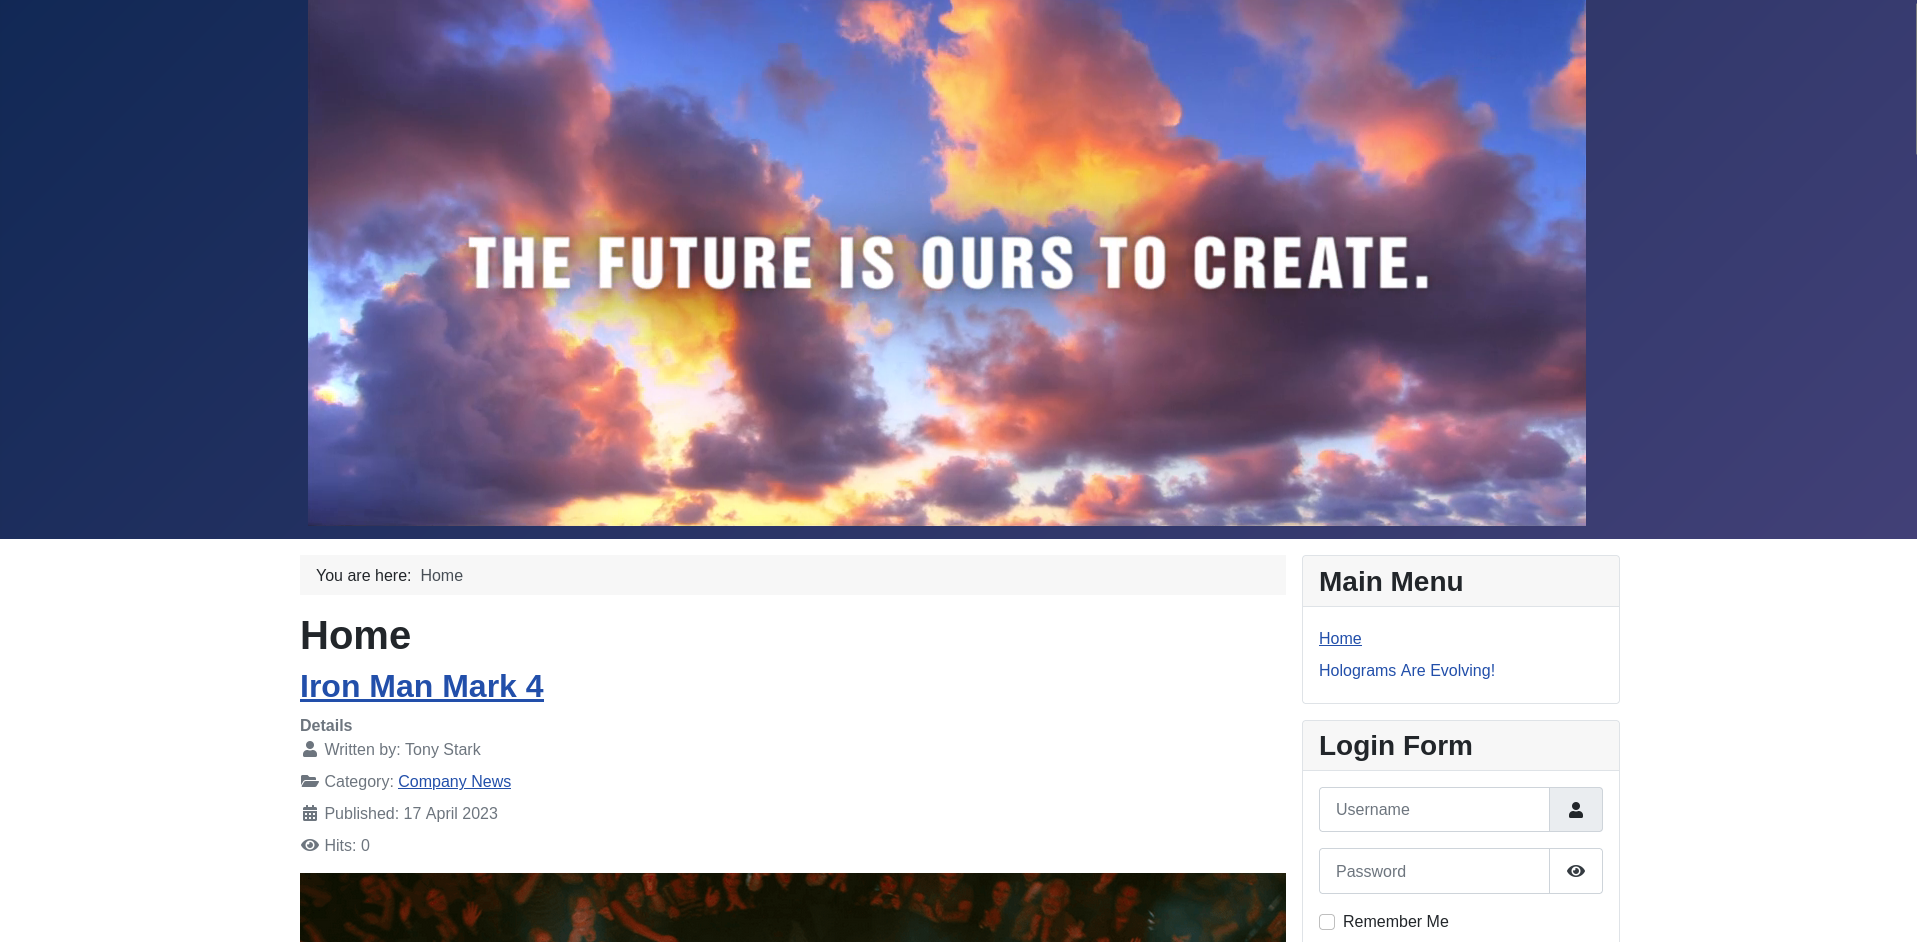 THE FUTURE IS OURS TO CREATE.
You are here: Home
Home
Iron Man Mark 4
Details
Written by: Tony Stark
Category: Company News
Published: 17 April 2023
Hits: 0
Main Menu
Home
Holograms Are Evolving!
Login Form
Username
Password
Remember Me